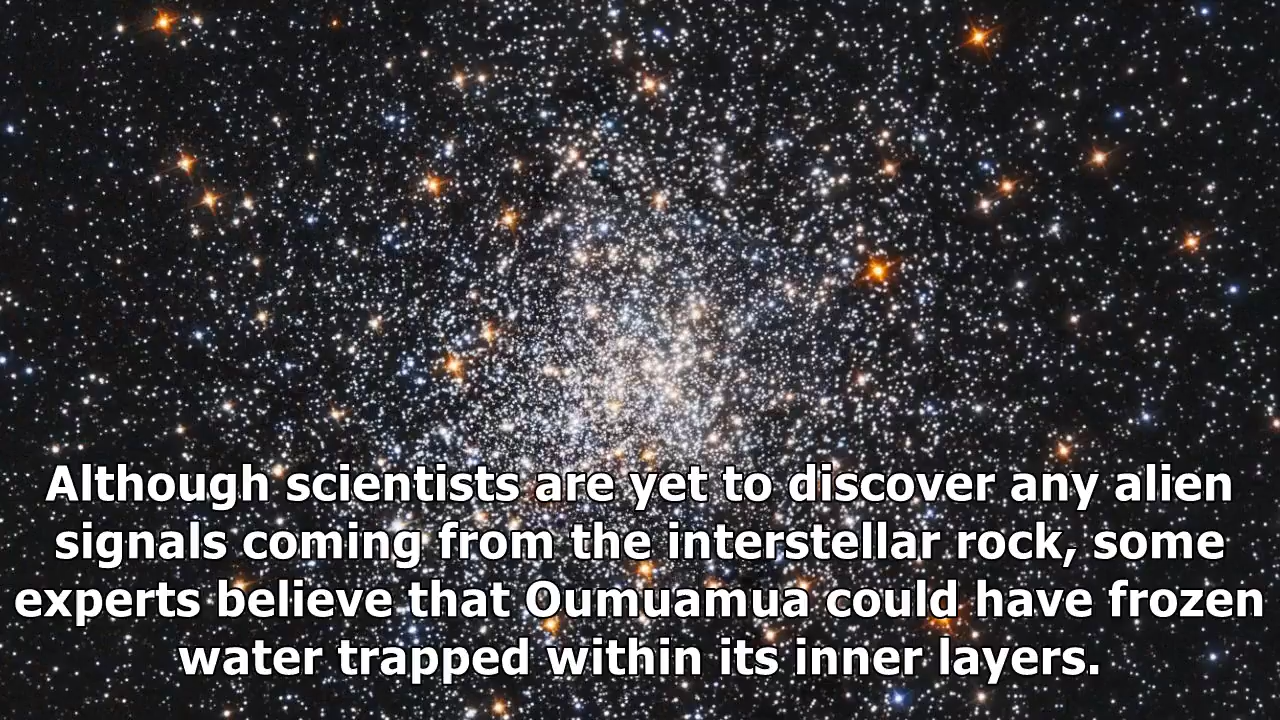 Although scientists are yet to discover any alien
signals coming from the interstellar rock, some
experts believe that Oumuamua could have frozen
water trapped within its inner layers.